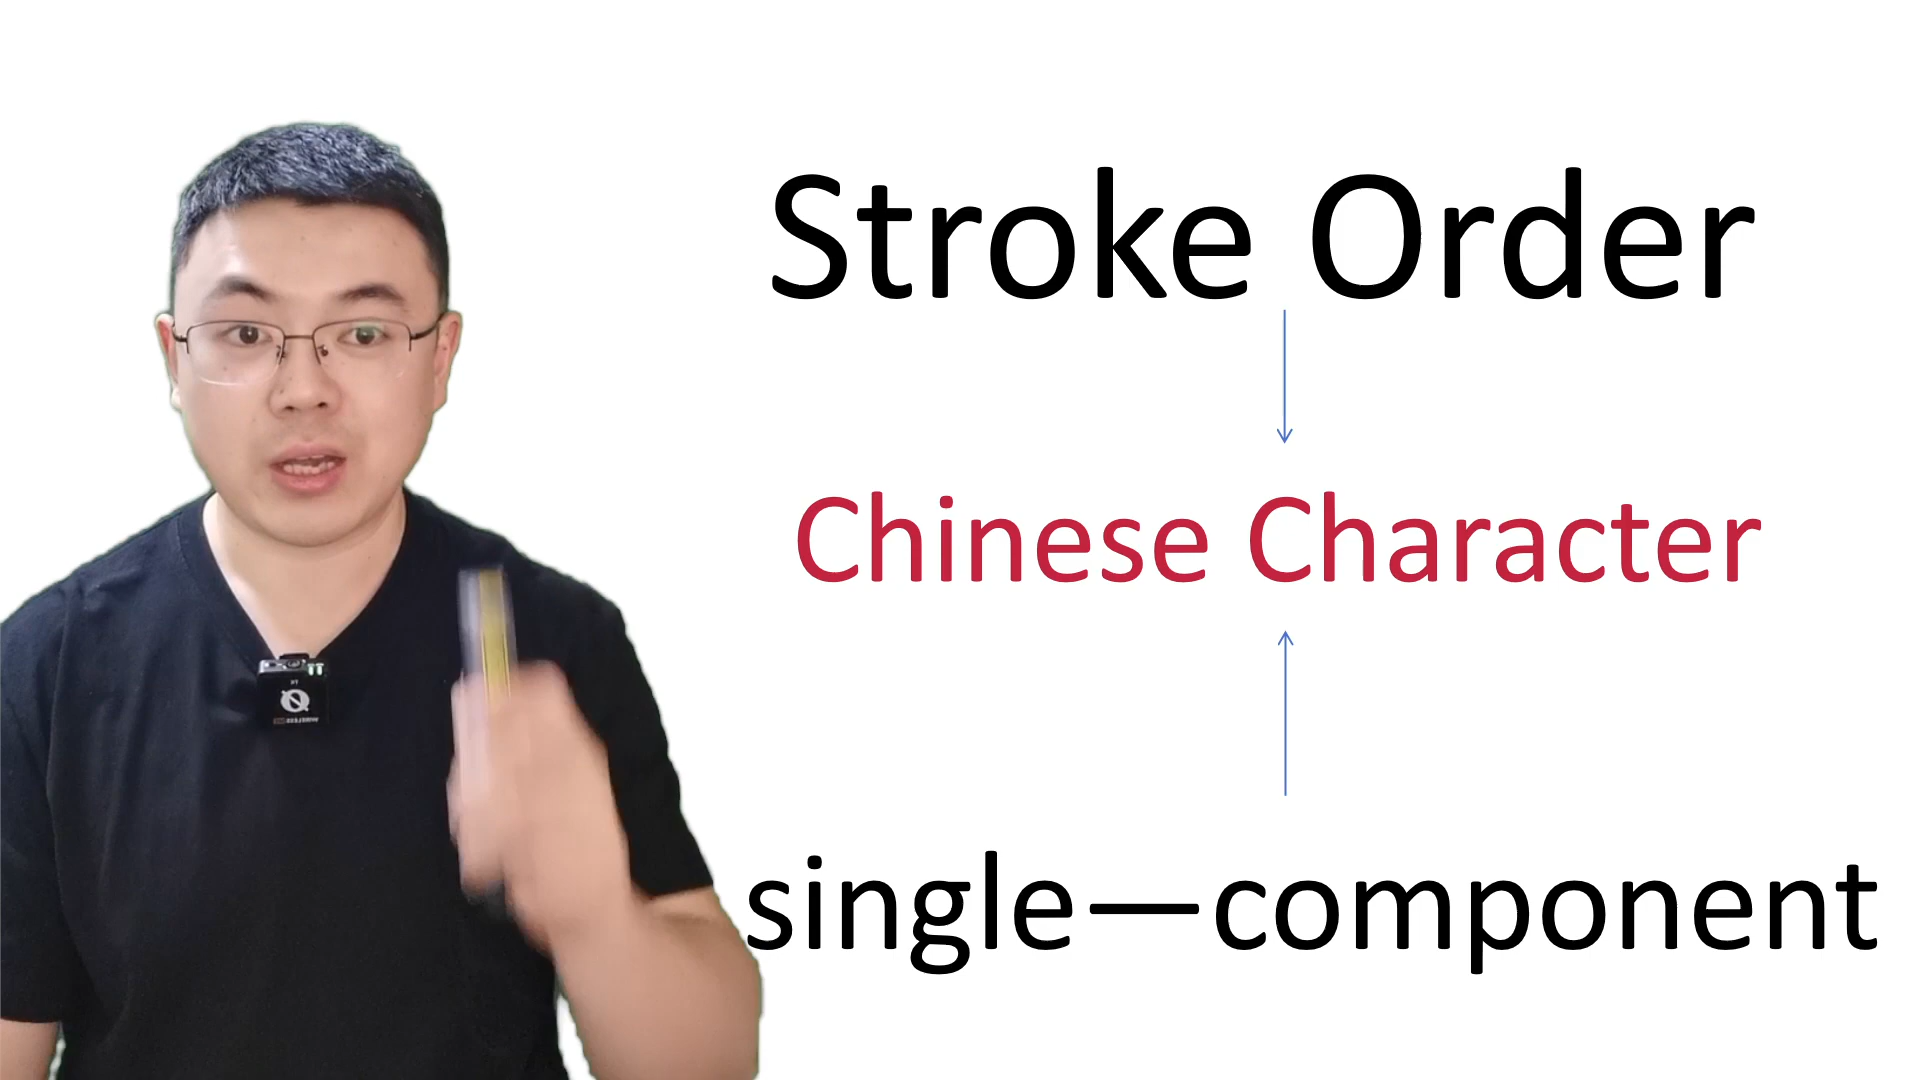 Stroke Order
Chinese Character
single—component